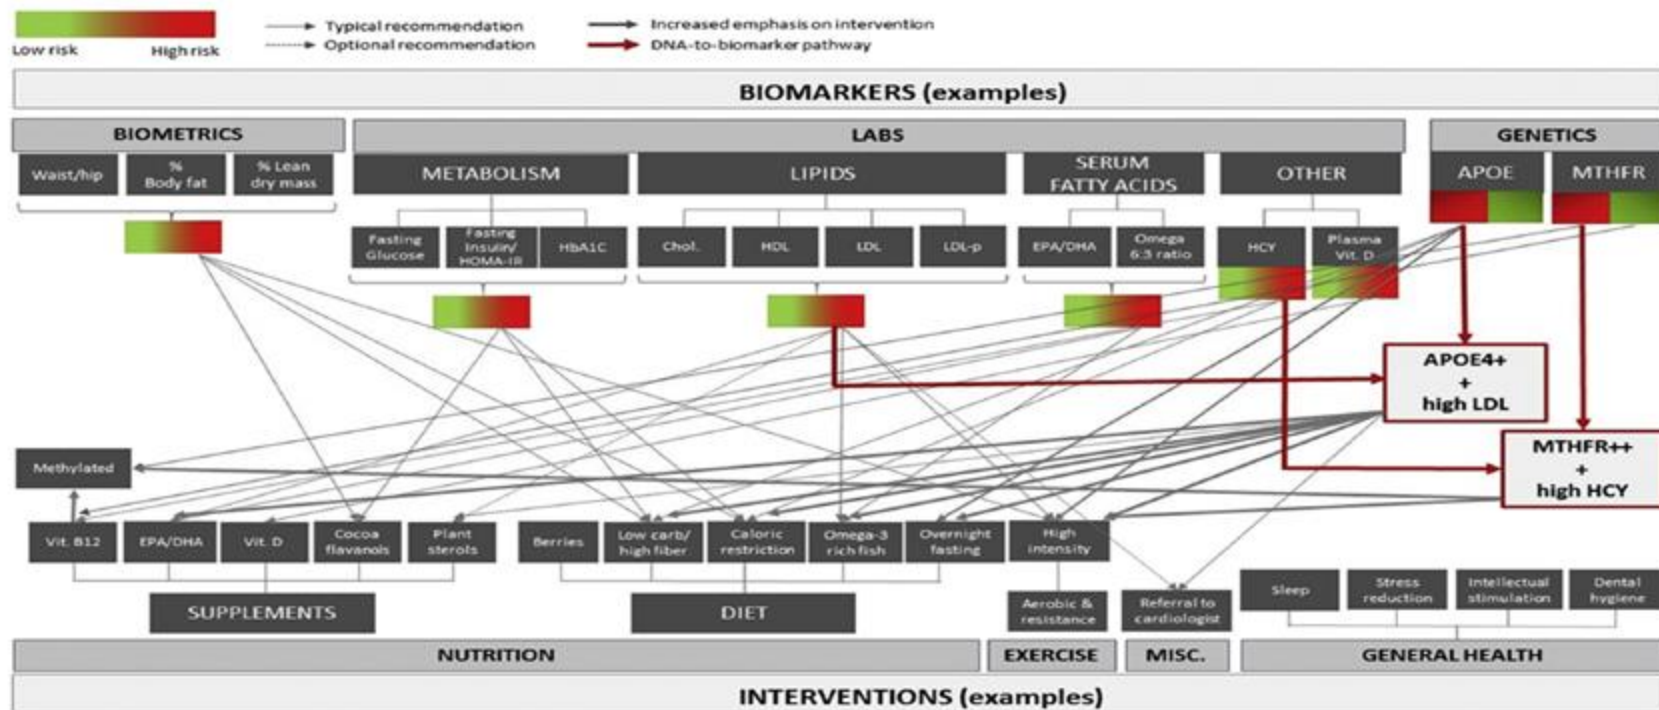 Low risk
High risk
Typical recommendation
Optional recommendation
Increased emphasis on intervention
DNA-to-biomarker pathway
BIOMARKERS (examples)
BIOMETRICS
LABS
GENETICS
Waist/hip
%
Body fat
% Lean
dry mass
METABOLISM
LIPIDS
SERUM
FATTY ACIDS
OTHER
APOE
MTHFR
Fasting
Glucose
Fasting
Insulin/
HOMA-IR
HbA1C
Chol.
HDL
LDL
LDL-p
EPA/DHA
Omega
6:3 ratio
HCY
Plasma
Vit. D
APOE4+
+
high LDL
MTHFR++
+
high HCY
Methylated
Vit. B12
EPA/DHA
Vit. D
Cocoa
flavanols
Plant
sterols
Berries
Low carb/
high fiber
Caloric
restriction
Omega-3
rich fish
Overnight
fasting
High
intensity
SUPPLEMENTS
DIET
Aerobic &
resistance
Referral to
cardiologist
Sleep
Stress
reduction
Intellectual
stimulation
Dental
hygiene
NUTRITION
EXERCISE
MISC.
GENERAL HEALTH
INTERVENTIONS (examples)